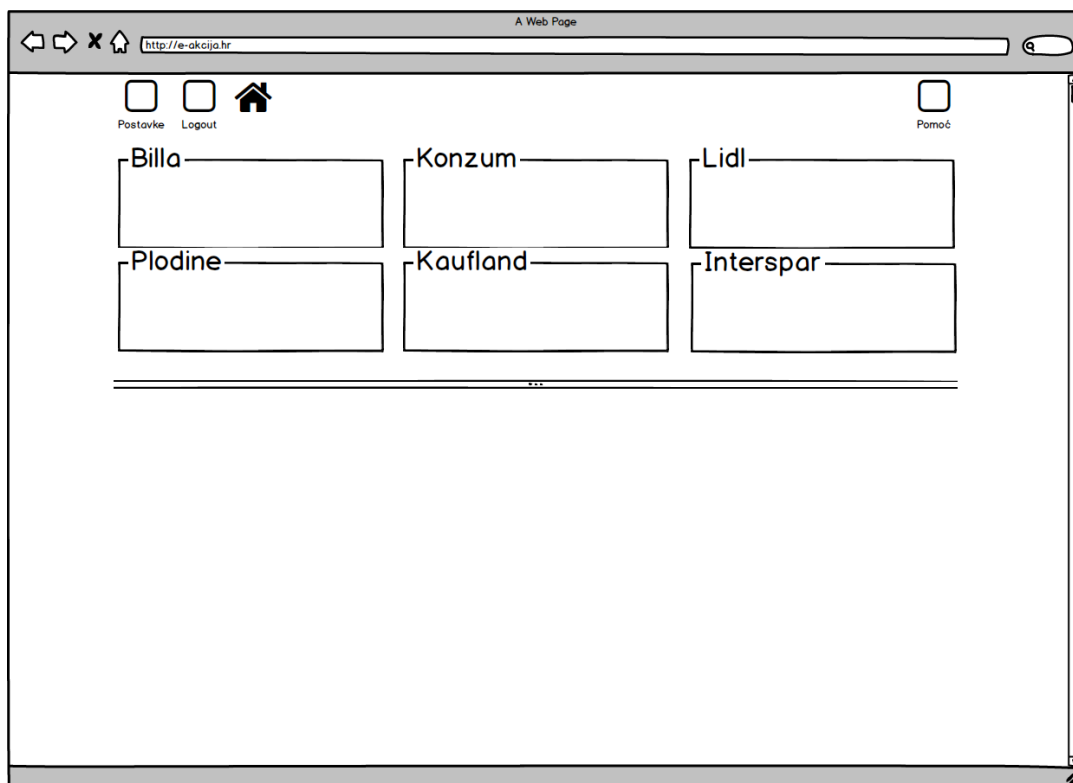 A Web Page
http://e-akcija.hr
Postavke Logout Pomoć
Billa Konzum Lidl
Plodine Kaufland Interspar